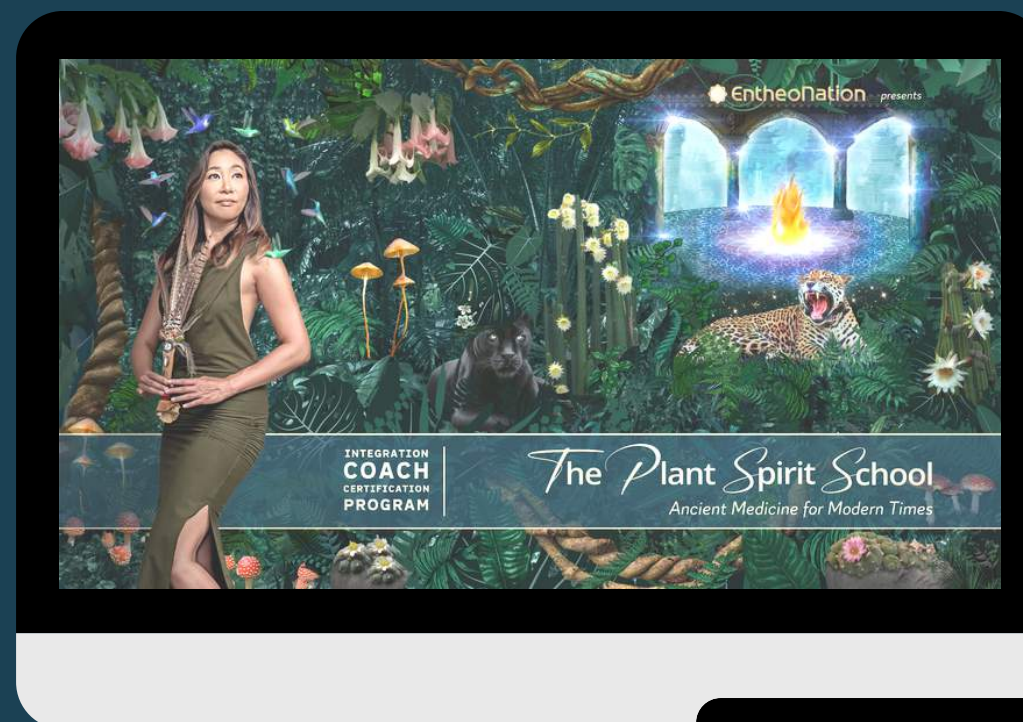 EntheoNation presents
INTEGRATION
COACH
CERTIFICATION
PROGRAM
The Plant Spirit School
Ancient Medicine for Modern Times